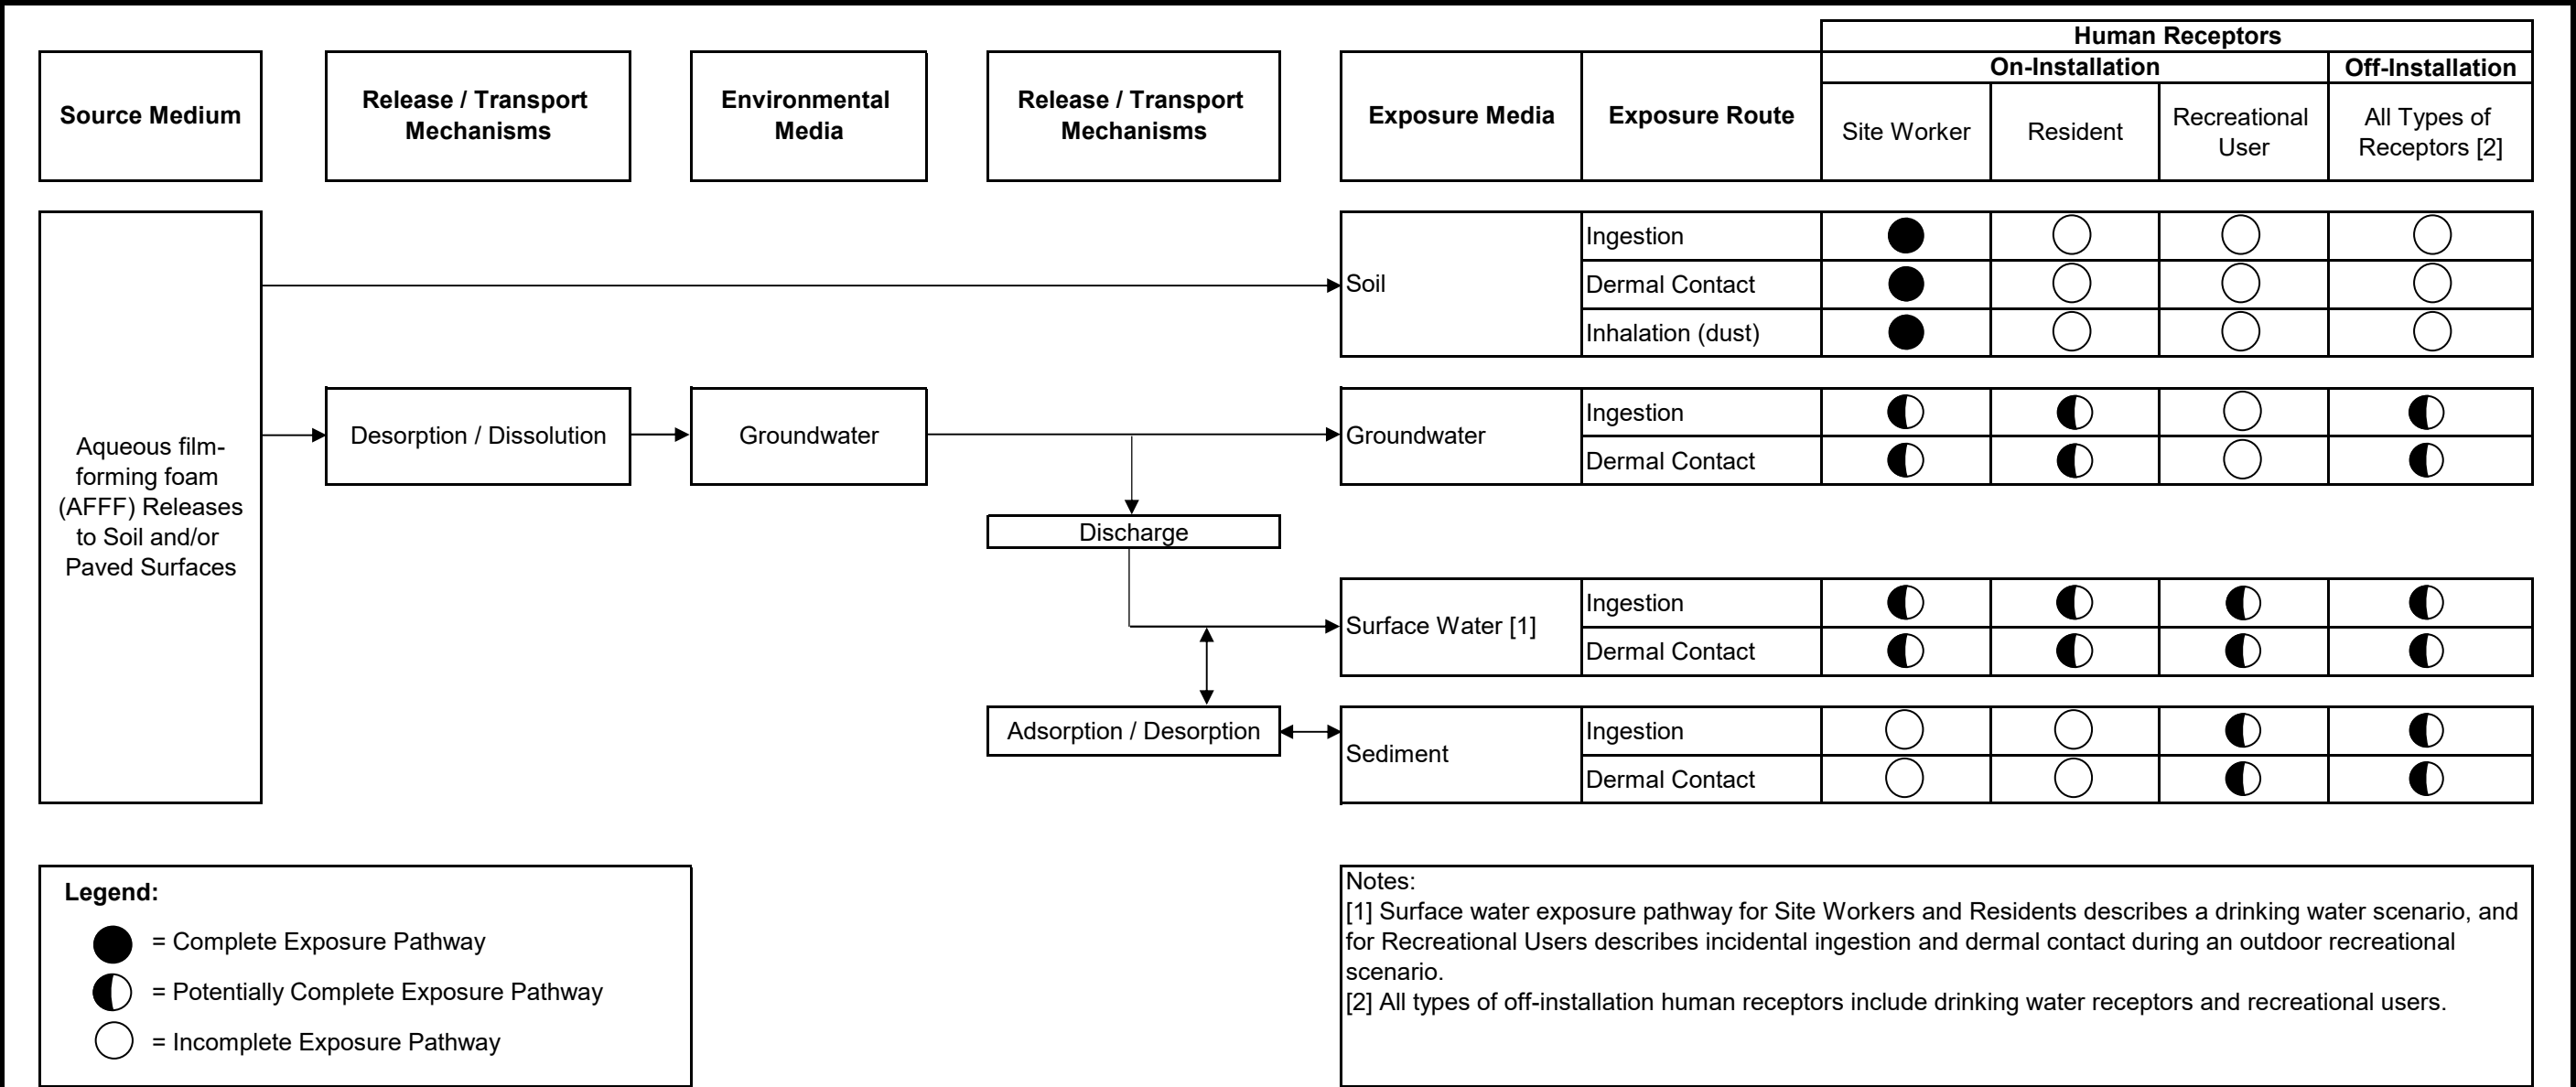 Human Receptors
On-Installation
Off-Installation
Source Medium
Release / Transport
Mechanisms
Environmental
Media
Release / Transport
Mechanisms
Exposure Media
Exposure Route
Site Worker
Resident
Recreational
User
All Types of
Receptors [2]
Soil
Ingestion
Dermal Contact
Inhalation (dust)
Aqueous film-
forming foam
(AFFF) Releases
to Soil and/or
Paved Surfaces
Desorption / Dissolution
Groundwater
Groundwater
Ingestion
Dermal Contact
Discharge
Surface Water [1]
Ingestion
Dermal Contact
Adsorption / Desorption
Sediment
Ingestion
Dermal Contact
Legend:
= Complete Exposure Pathway
= Potentially Complete Exposure Pathway
= Incomplete Exposure Pathway
Notes:
[1] Surface water exposure pathway for Site Workers and Residents describes a drinking water scenario, and
for Recreational Users describes incidental ingestion and dermal contact during an outdoor recreational
scenario.
[2] All types of off-installation human receptors include drinking water receptors and recreational users.